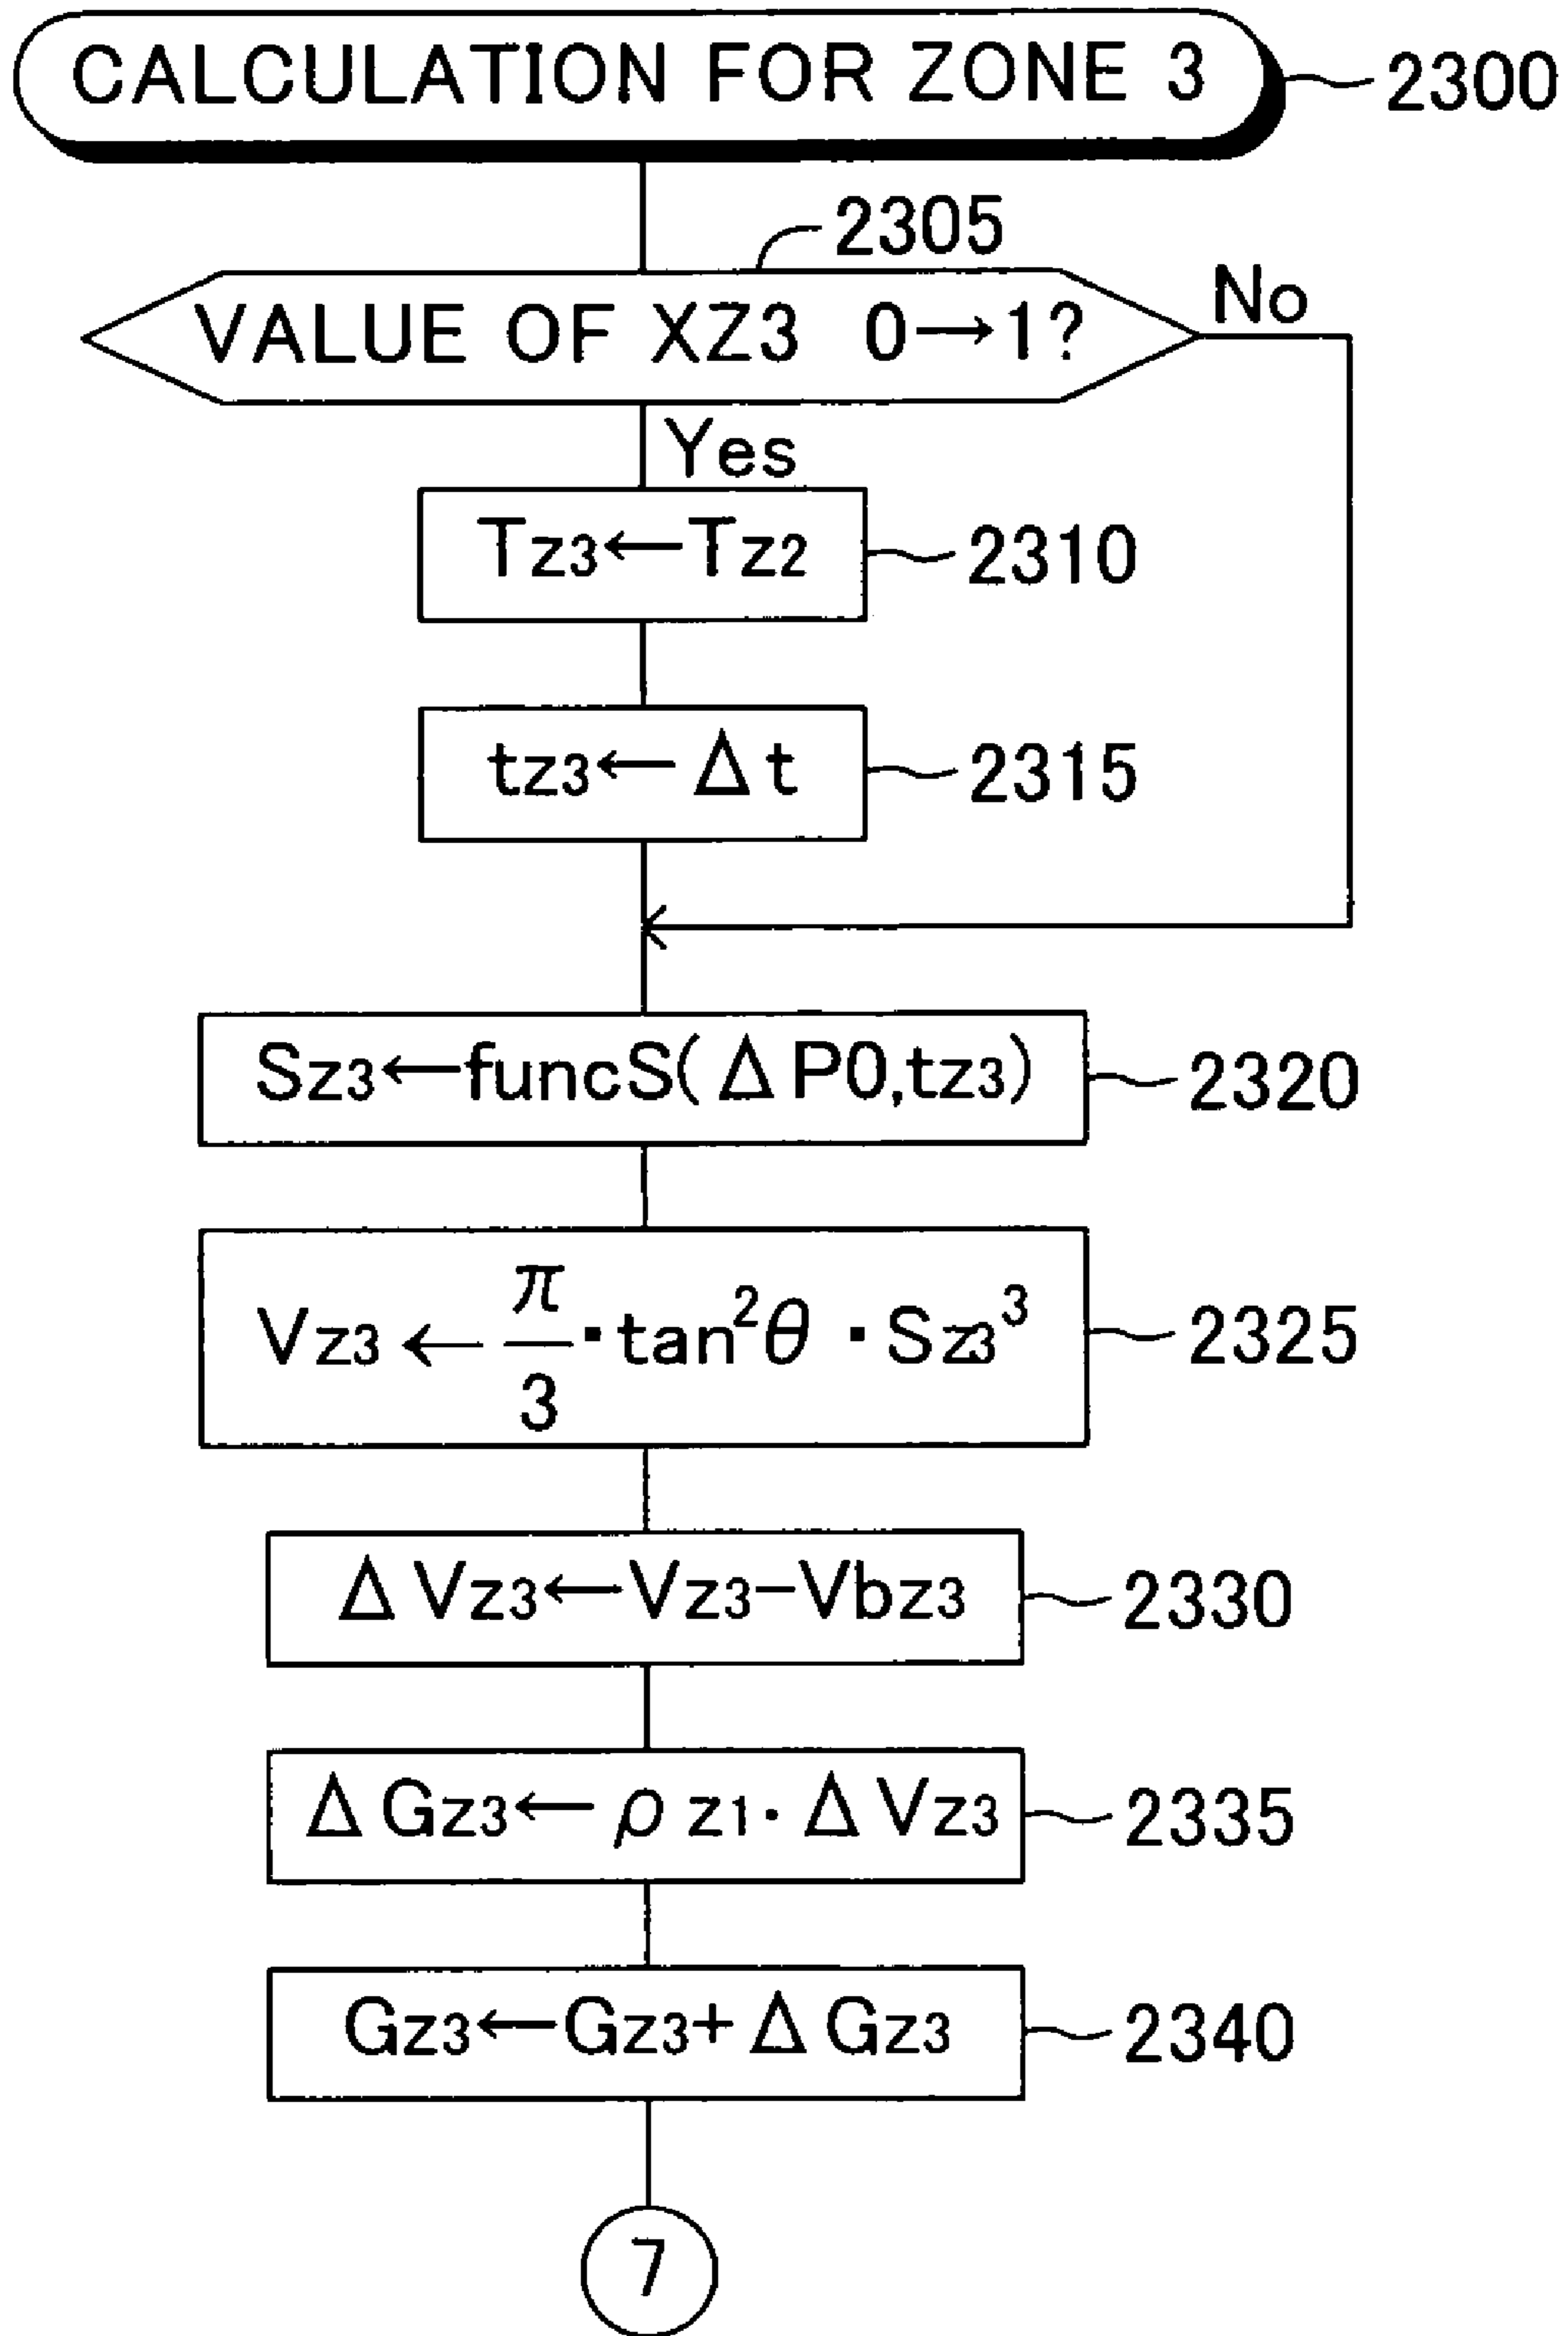 CALCULATION FOR ZONE 3
2300
2305
VALUE OF XZ3 0→1?
No
Yes
Tz3←Tz2
2310
tz3←Δt
2315
Sz3←funcS(ΔP0,tz3)
2320
Vz3←π/3・tan²θ・Sz3³
2325
ΔVz3←Vz3−Vbz3
2330
ΔGz3←ρz1・ΔVz3
2335
Gz3←Gz3+ΔGz3
2340
7